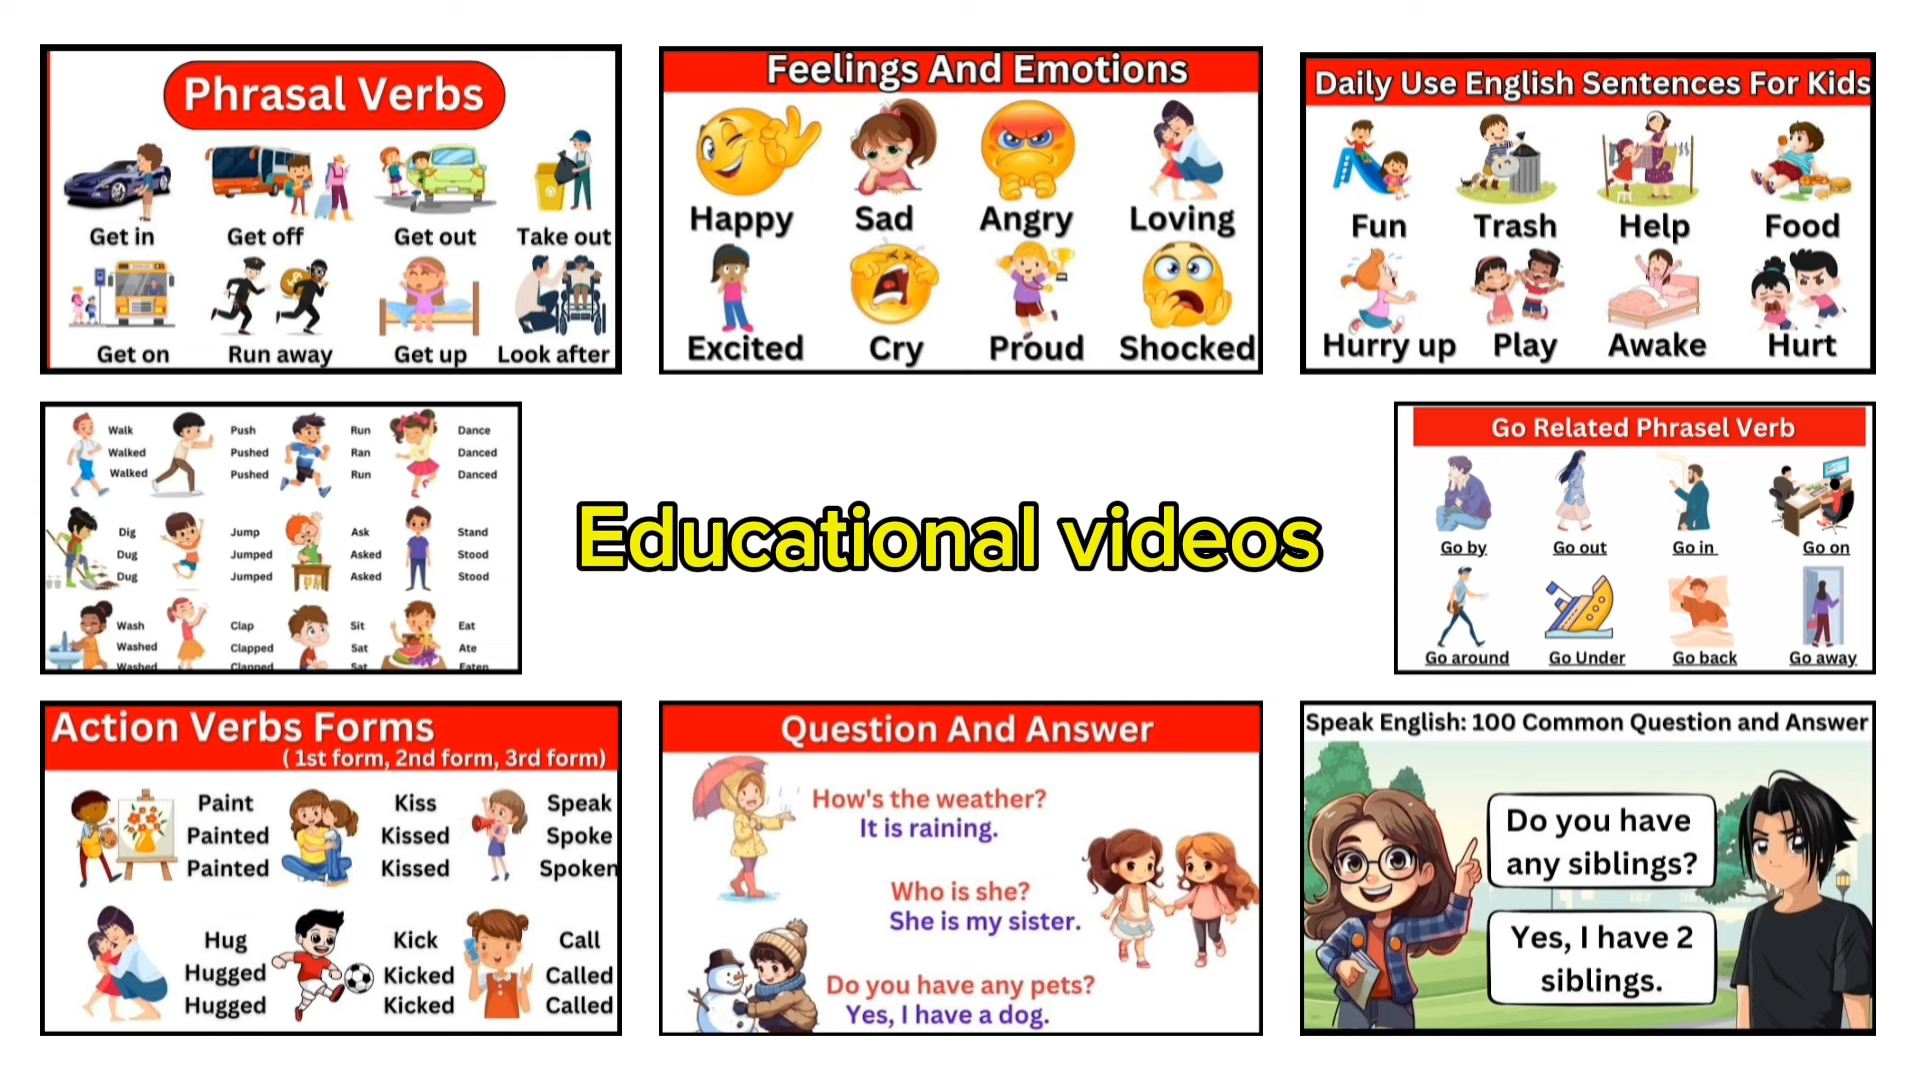 Phrasal Verbs
Get in Get off Get out Take out
Get on Run away Get up Look after
Feelings And Emotions
Happy Sad Angry Loving
Excited Cry Proud Shocked
Daily Use English Sentences For Kids
Fun Trash Help Food
Hurry up Play Awake Hurt
Walk Push Run Dance
Walked Pushed Ran Danced
Walked Pushed Run Danced
Dig Jump Ask Stand
Dug Jumped Asked Stood
Dug Jumped Asked Stood
Wash Clap Sit Eat
Washed Clapped Sat Ate
Washed Clapped Sat Eaten
Educational videos
Go Related Phrasel Verb
Go by Go out Go in Go on
Go around Go Under Go back Go away
Action Verbs Forms
( 1st form, 2nd form, 3rd form)
Paint Kiss Speak
Painted Kissed Spoke
Painted Kissed Spoken
Hug Kick Call
Hugged Kicked Called
Hugged Kicked Called
Question And Answer
How's the weather?
It is raining.
Who is she?
She is my sister.
Do you have any pets?
Yes, I have a dog.
Speak English: 100 Common Question and Answer
Do you have
any siblings?
Yes, I have 2
siblings.